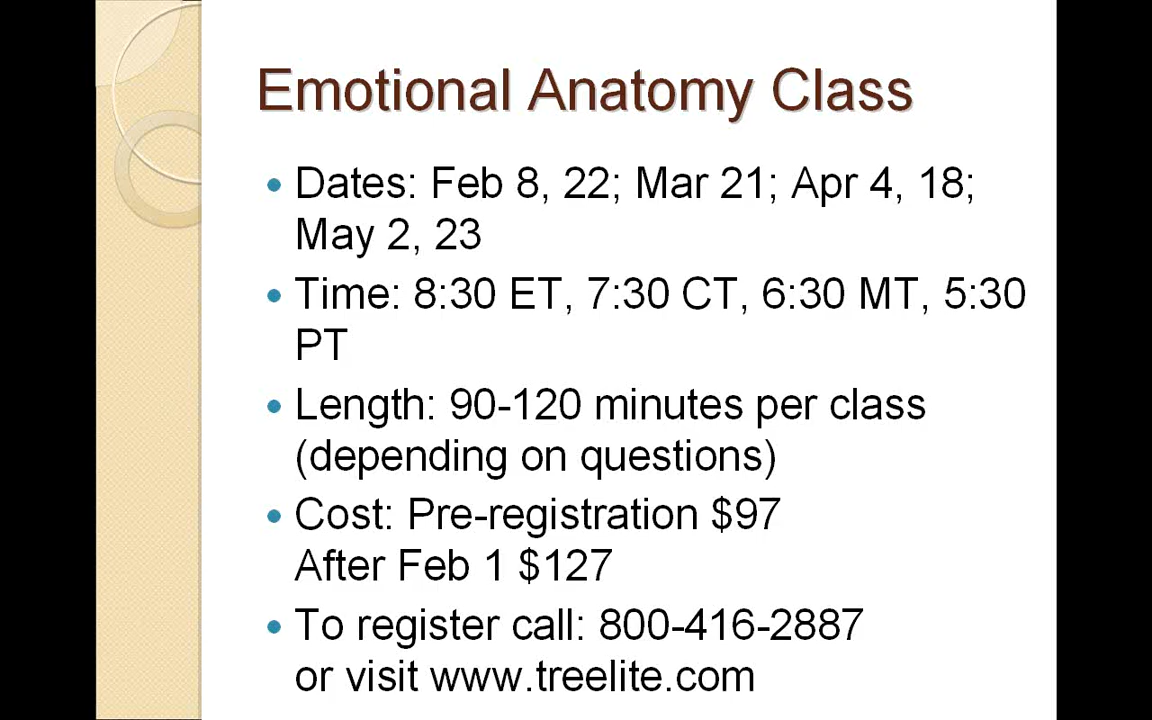 Emotional Anatomy Class
• Dates: Feb 8, 22; Mar 21; Apr 4, 18;
May 2, 23
• Time: 8:30 ET, 7:30 CT, 6:30 MT, 5:30
PT
• Length: 90-120 minutes per class
(depending on questions)
• Cost: Pre-registration $97
After Feb 1 $127
• To register call: 800-416-2887
or visit www.treelite.com